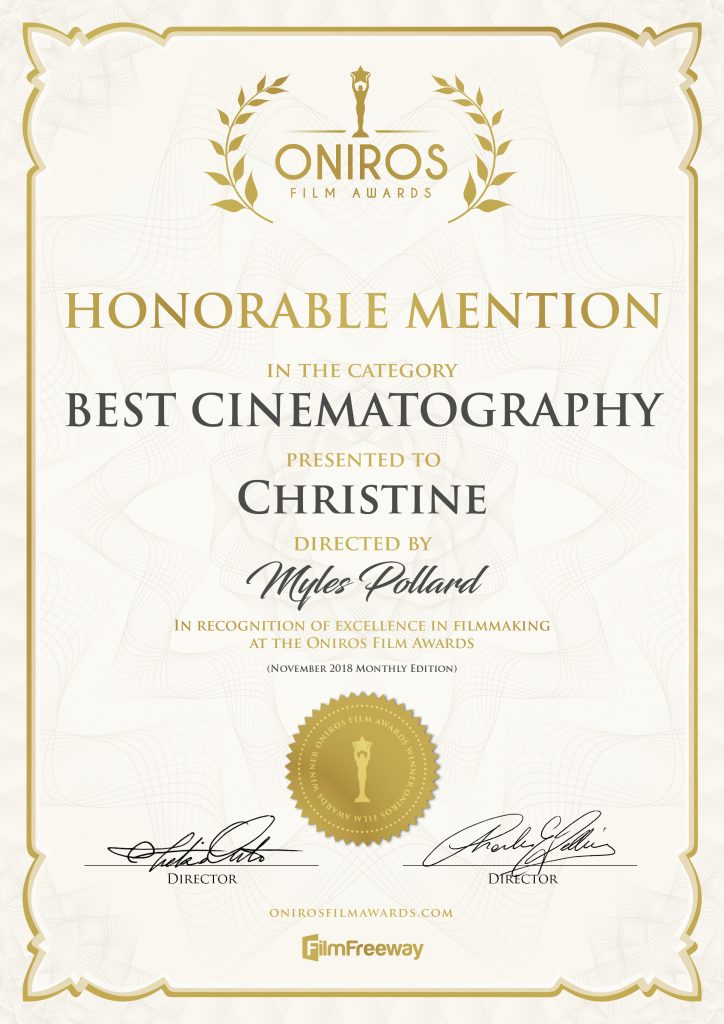 ONIROS
FILM AWARDS
HONORABLE MENTION
IN THE CATEGORY
BEST CINEMATOGRAPHY
PRESENTED TO
CHRISTINE
DIRECTED BY
Myles Pollard
IN RECOGNITION OF EXCELLENCE IN FILMMAKING
AT THE ONIROS FILM AWARDS
(NOVEMBER 2018 MONTHLY EDITION)
WINNER ONIROS FILM AWARDS WINNER ONIROS FILM AWARDS
DIRECTOR
DIRECTOR
ONIROSFILMAWARDS.COM
FilmFreeway